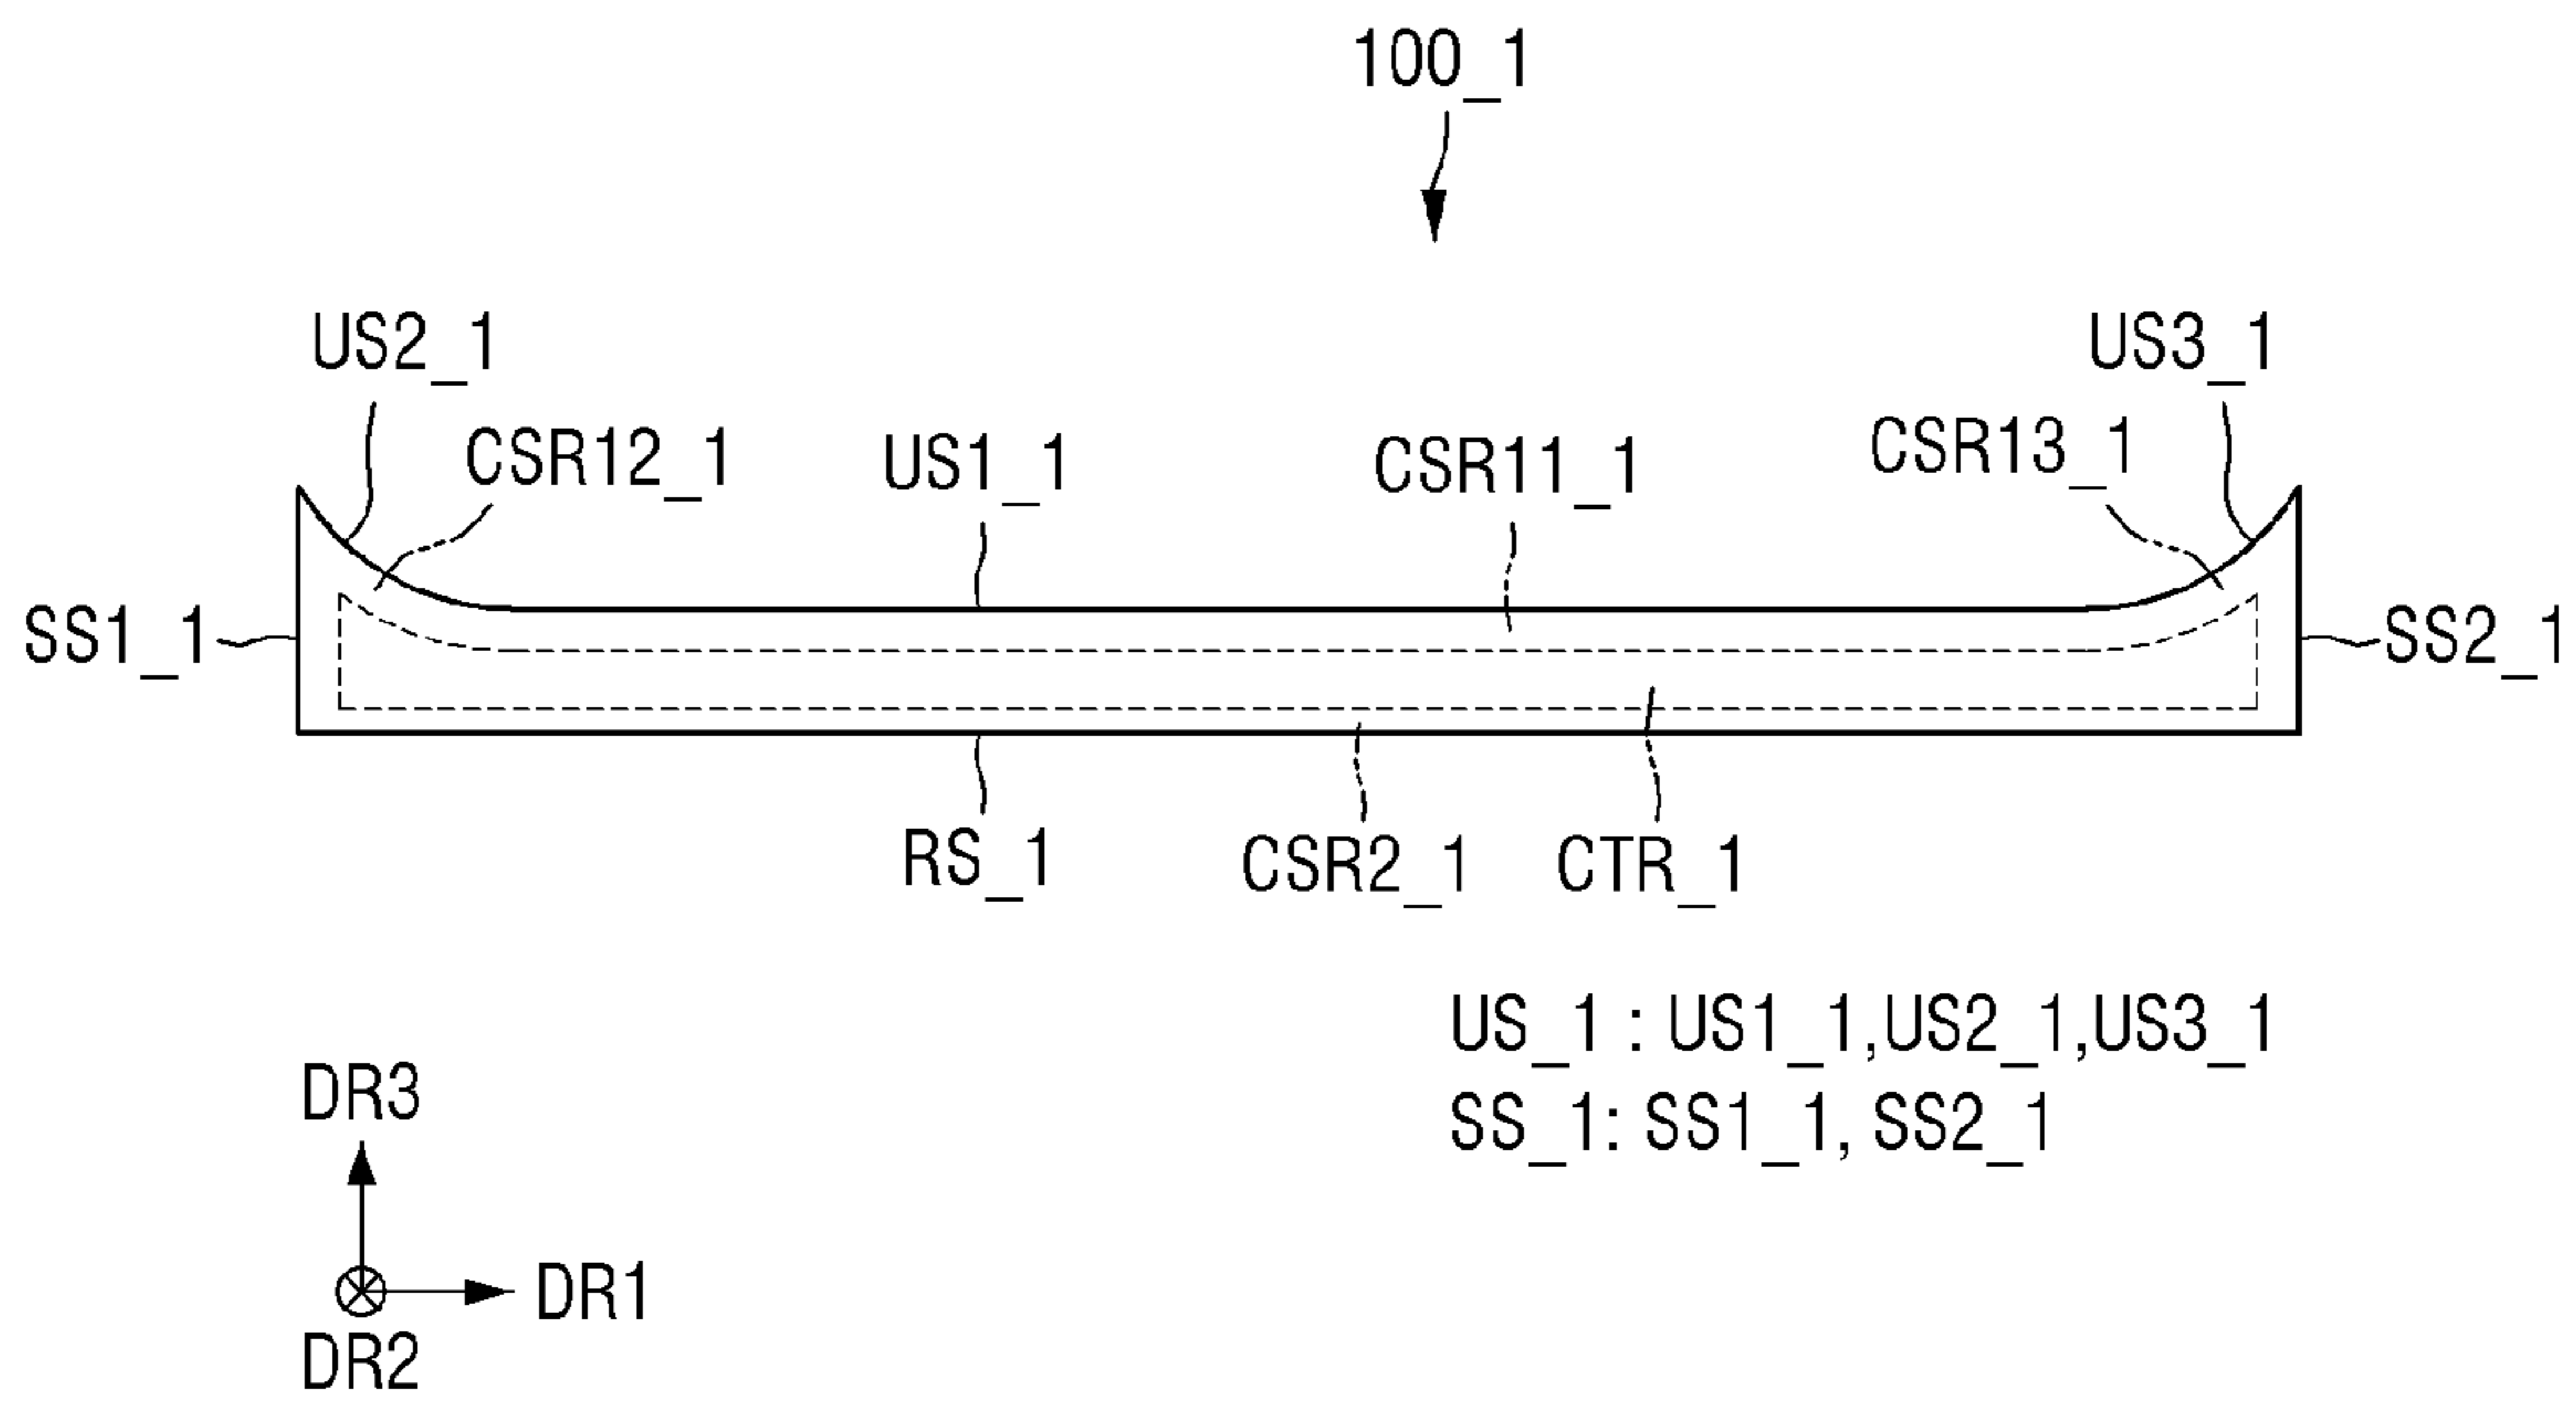 100_1
US2_1
US3_1
CSR12_1
US1_1
CSR11_1
CSR13_1
SS1_1
SS2_1
RS_1
CSR2_1
CTR_1
US_1 : US1_1,US2_1,US3_1
SS_1: SS1_1, SS2_1
DR3
DR1
DR2